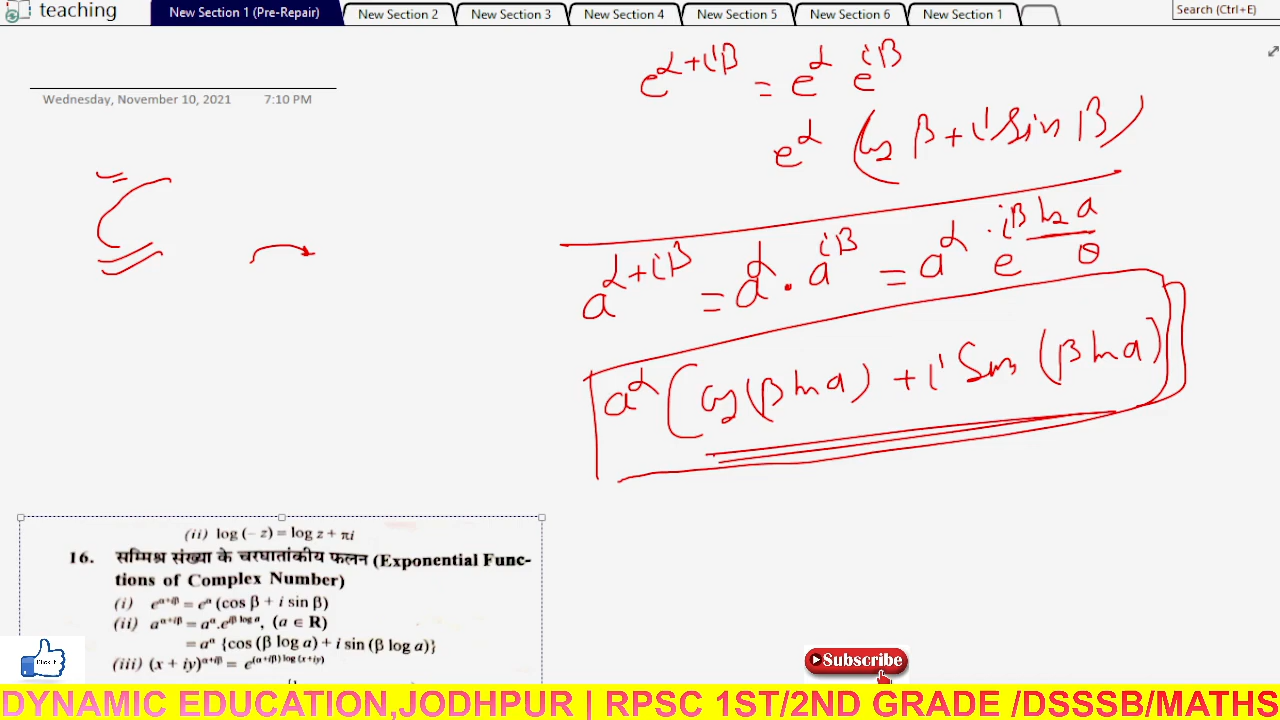 teaching
New Section 1 (Pre-Repair)
New Section 2
New Section 3
New Section 4
New Section 5
New Section 6
New Section 1
Search (Ctrl+E)
Wednesday, November 10, 2021 7:10 PM
e^{α+iβ} = e^α e^{iβ}
e^α (cos β + i sin β)
a^{α+iβ} = a^α · a^{iβ} = a^α · e^{iβ ln a}
θ
a^α (cos(β ln a) + i Sin (β ln a)
(ii) log (– z) = log z + πi
16. सम्मिश्र संख्या के चरघातांकीय फलन (Exponential Func-
tions of Complex Number)
(i) e^{α+iβ} = e^α (cos β + i sin β)
(ii) a^{α+iβ} = a^α.e^{iβ log a}, (a ∈ R)
= a^α {cos (β log a) + i sin (β log a)}
(iii) (x + iy)^{α+iβ} = e^{(α+iβ) log (x+iy)}
Subscribe
DYNAMIC EDUCATION,JODHPUR | RPSC 1ST/2ND GRADE /DSSSB/MATHS